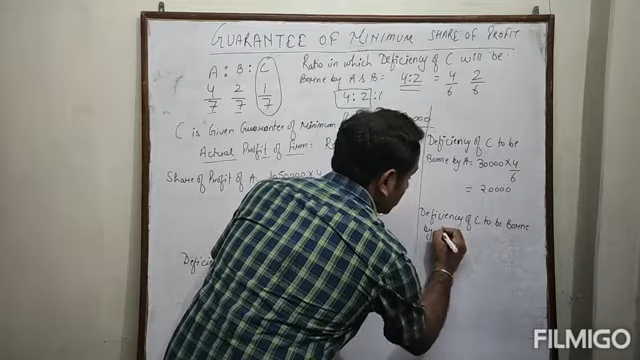 GUARANTEE OF MINIMUM SHARE OF PROFIT
A : B : C
4/7 2/7 1/7
Ratio in which Deficiency of C will be
Borne by A & B = 4:2 = 4/6 2/6
4:2:1
C is Given Guarantee of Minimum
Actual Profit of Firm = Rs
Share of Profit of A = 1050000 × 4
Deficiency of C to be
Borne by A = 30000 × 4/6
= 20000
Deficiency of C to be Borne
by